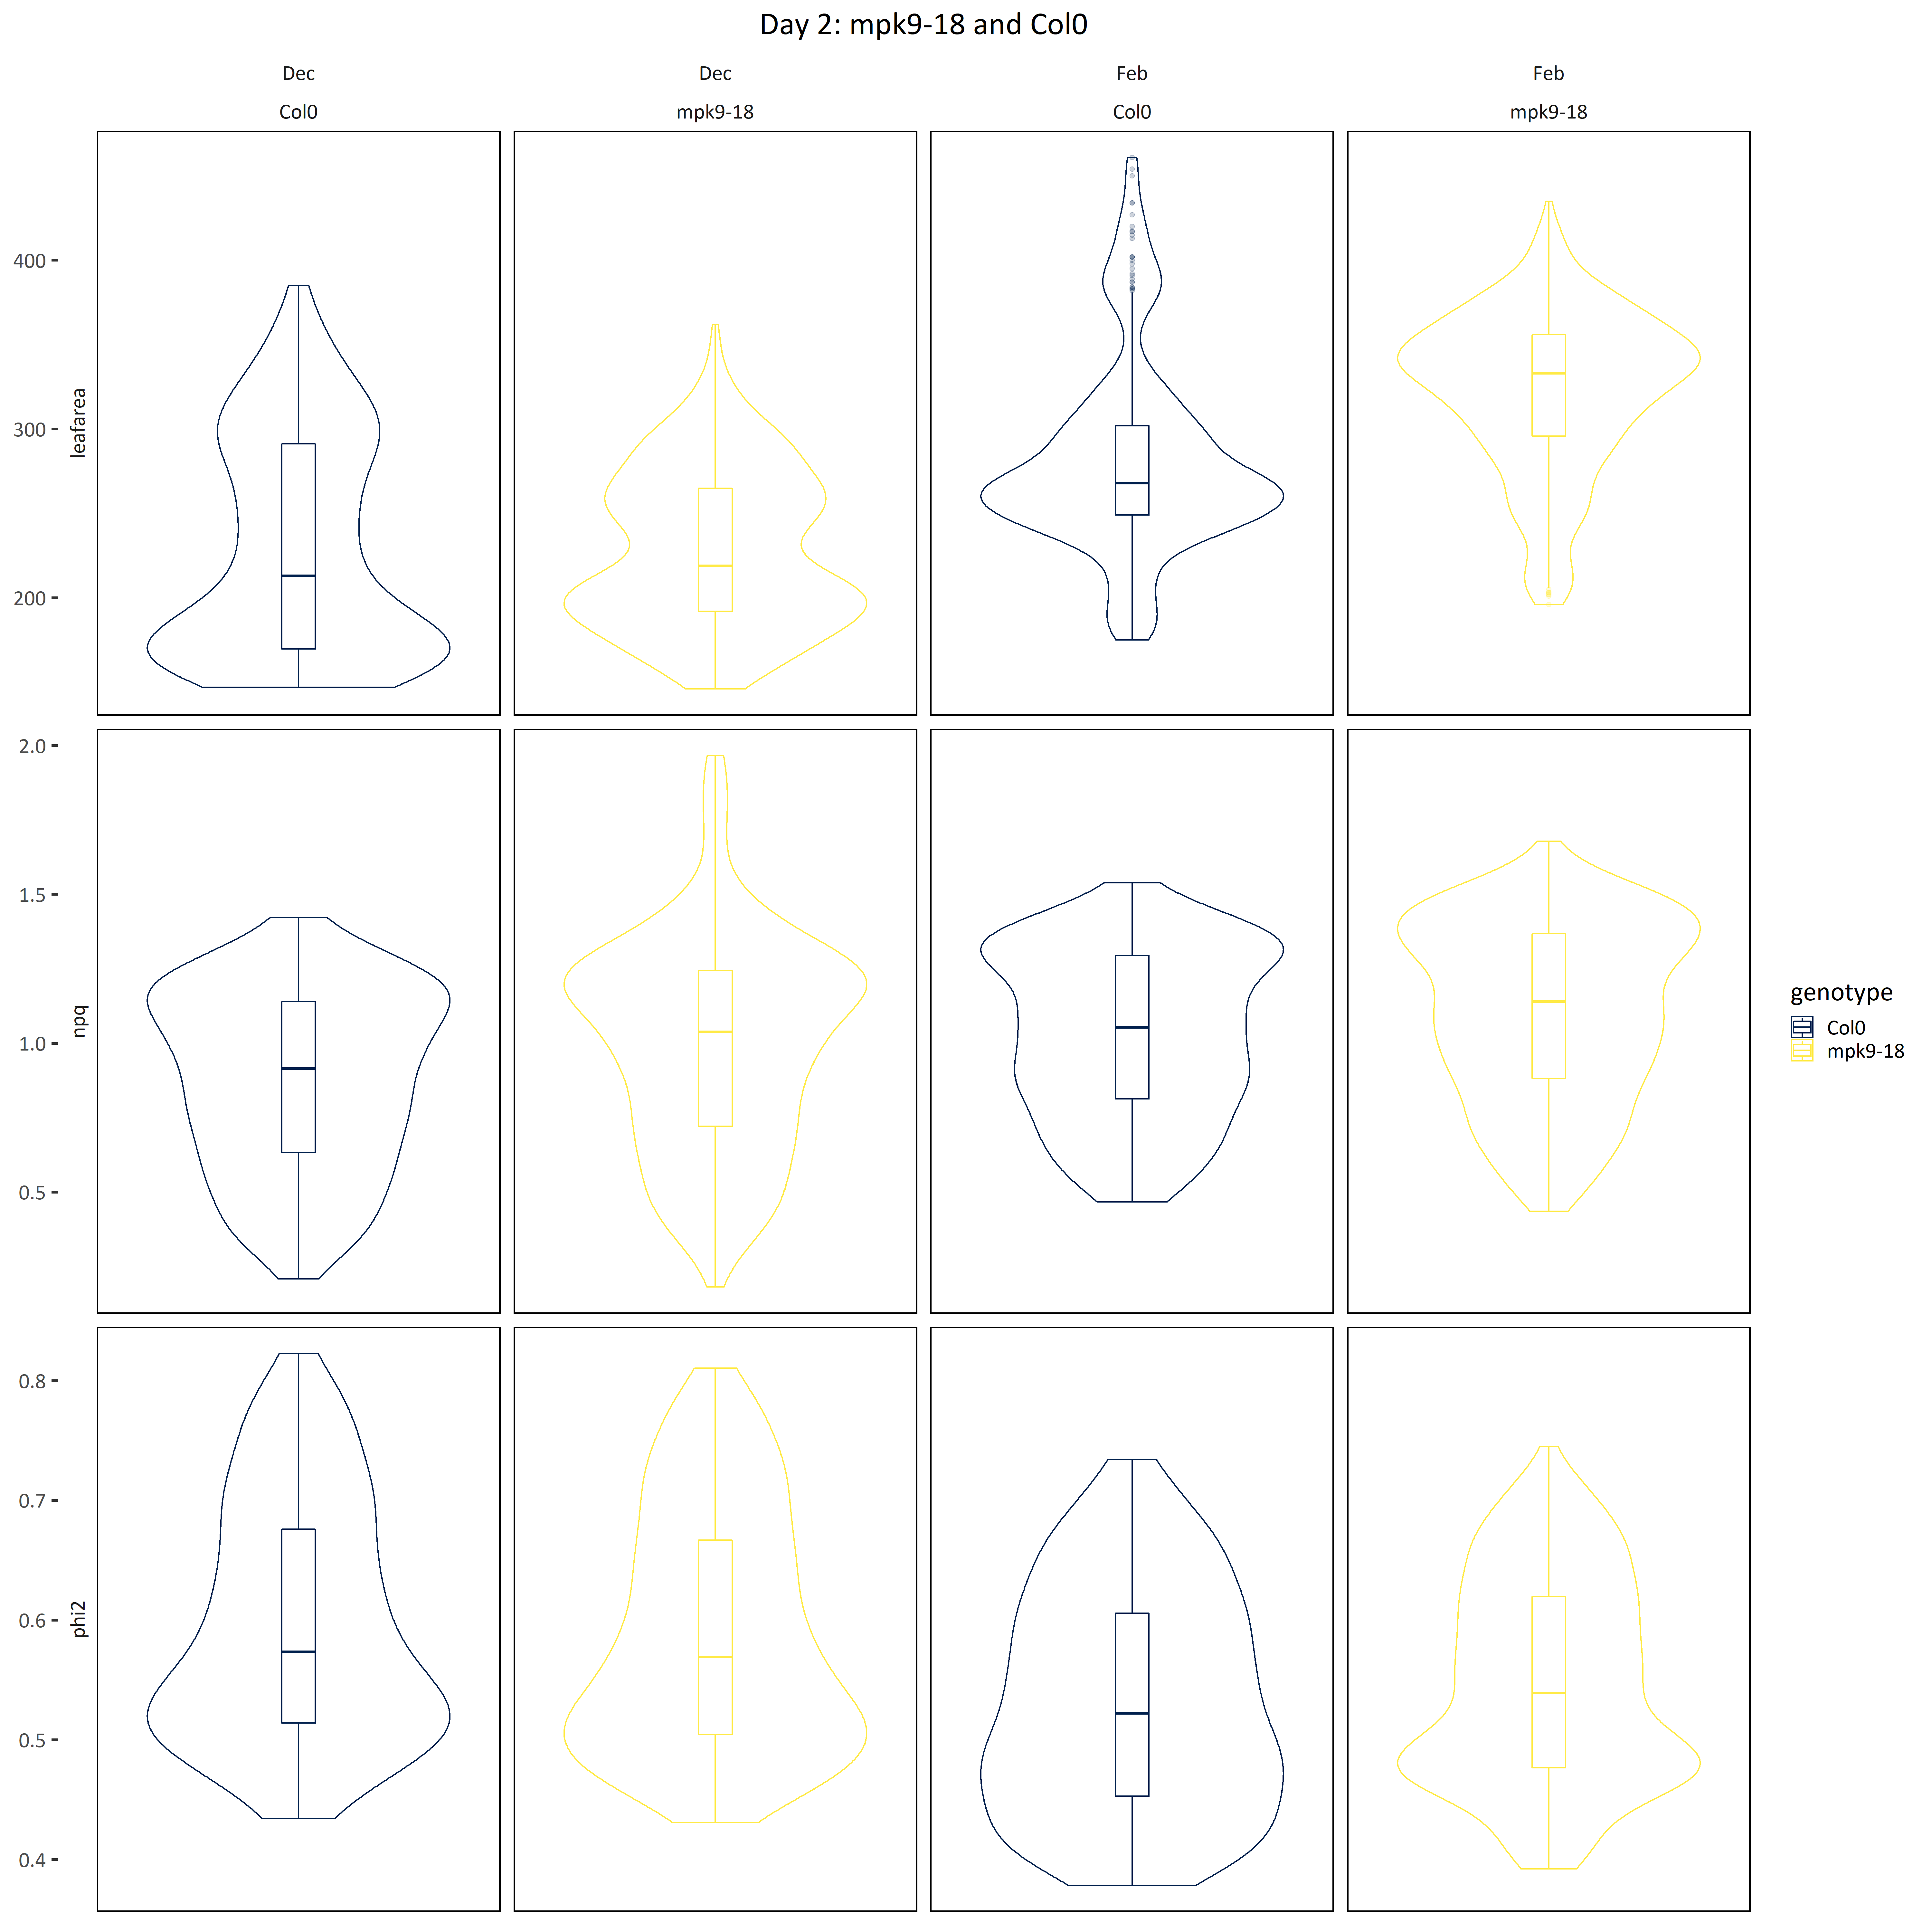 Day 2: mpk9-18 and Col0
Dec Dec Feb Feb
Col0 mpk9-18 Col0 mpk9-18
400
300
200
leafarea
2.0
1.5
1.0
0.5
npq
0.8
0.7
0.6
0.5
0.4
phi2
genotype
Col0
mpk9-18